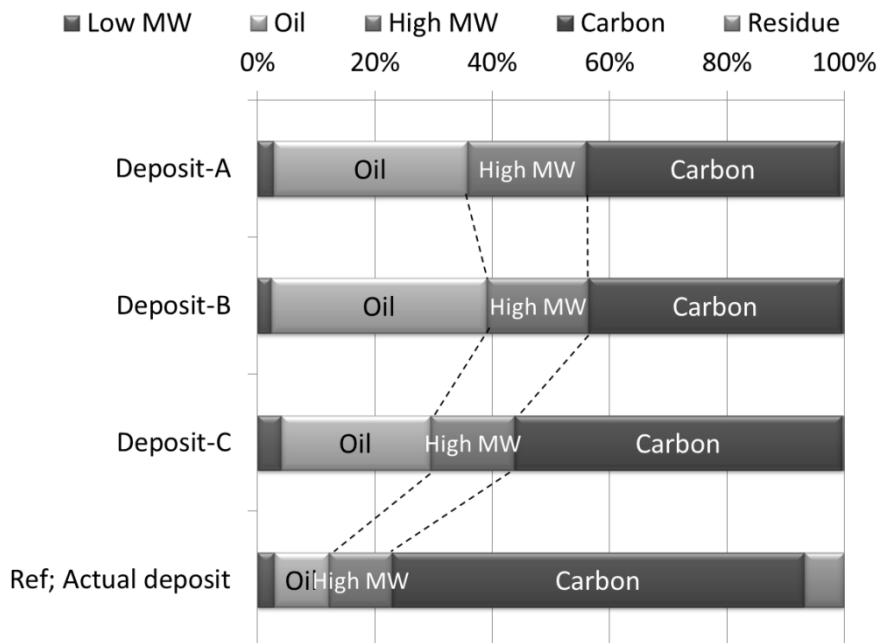 Low MW Oil High MW Carbon Residue
0% 20% 40% 60% 80% 100%
Deposit-A Oil High MW Carbon
Deposit-B Oil High MW Carbon
Deposit-C Oil High MW Carbon
Ref; Actual deposit Oil High MW Carbon